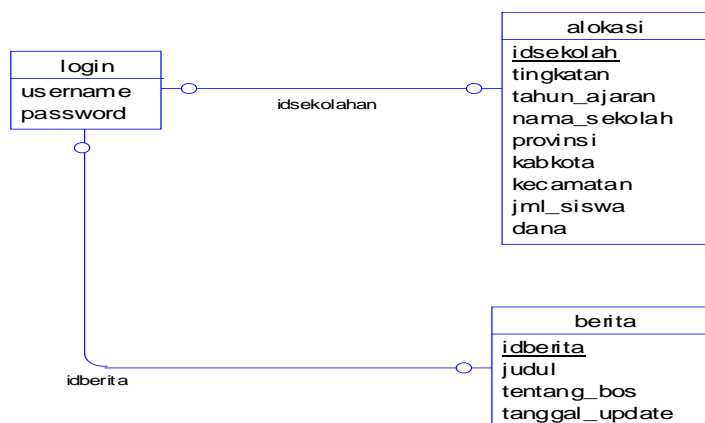 login
username
password
idsekolahan
alokasi
idsekolah
tingkatan
tahun_ajaran
nama_sekolah
provinsi
kabkota
kecamatan
jml_siswa
dana
idberita
berita
idberita
judul
tentang_bos
tanggal_update